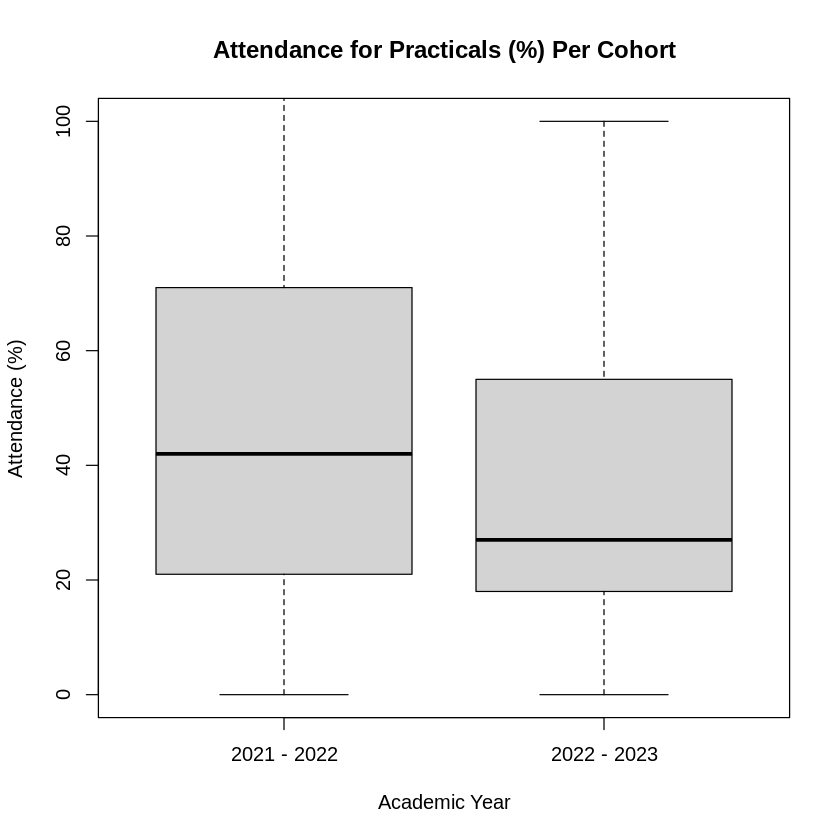 Attendance for Practicals (%) Per Cohort
Attendance (%)
100
80
60
40
20
0
2021 - 2022
2022 - 2023
Academic Year